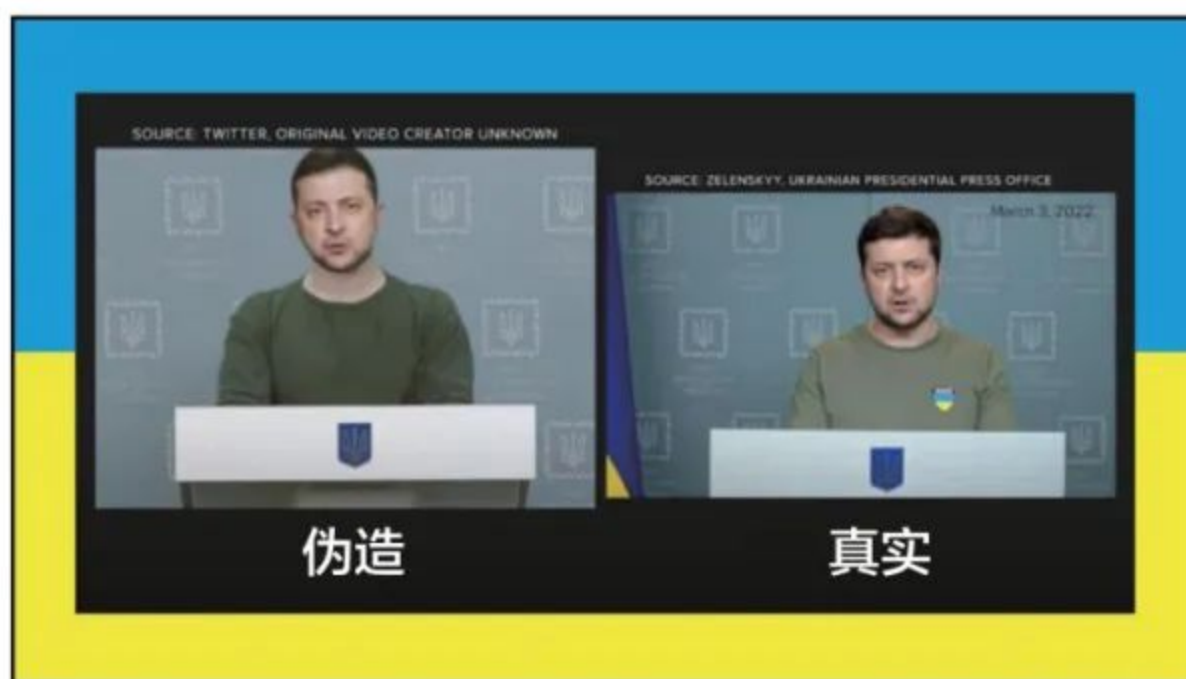 SOURCE: TWITTER, ORIGINAL VIDEO CREATOR UNKNOWN
SOURCE: ZELENSKYY, UKRAINIAN PRESIDENTIAL PRESS OFFICE
March 3, 2022
伪造
真实